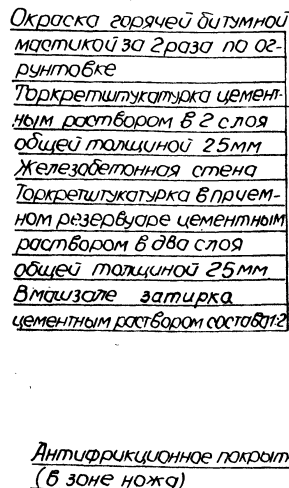 Окраска горячей битумной
мастикой за 2 раза по ог-
рунтовке
Торкретштукатурка цемент-
ным раствором в 2 слоя
общей толщиной 25мм
Железобетонная стена
Торкретштукатурка в прием-
ном резервуаре цементным
раствором в два слоя
общей толщиной 25мм
В машзале затирка
цементным раствором состава 1:2
Антифрикционное покрыт
(в зоне ножа)